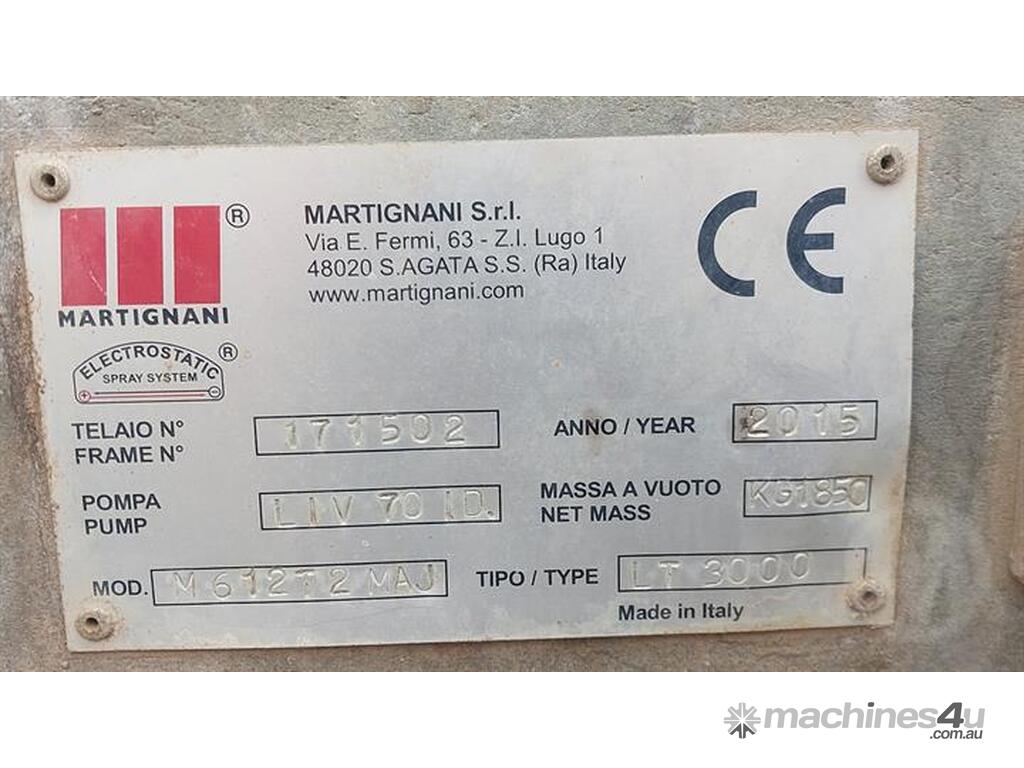 MARTIGNANI S.r.l.
Via E. Fermi, 63 - Z.I. Lugo 1
48020 S.AGATA S.S. (Ra) Italy
www.martignani.com
CE
®
MARTIGNANI
ELECTROSTATIC ®
SPRAY SYSTEM
+ -
TELAIO N° 171502 ANNO / YEAR 2015
FRAME N°
POMPA LIV 70 ID. MASSA A VUOTO KG1850
PUMP NET MASS
MOD. M612T2MAJ TIPO / TYPE LT 3000
Made in Italy
machines4u
.com.au